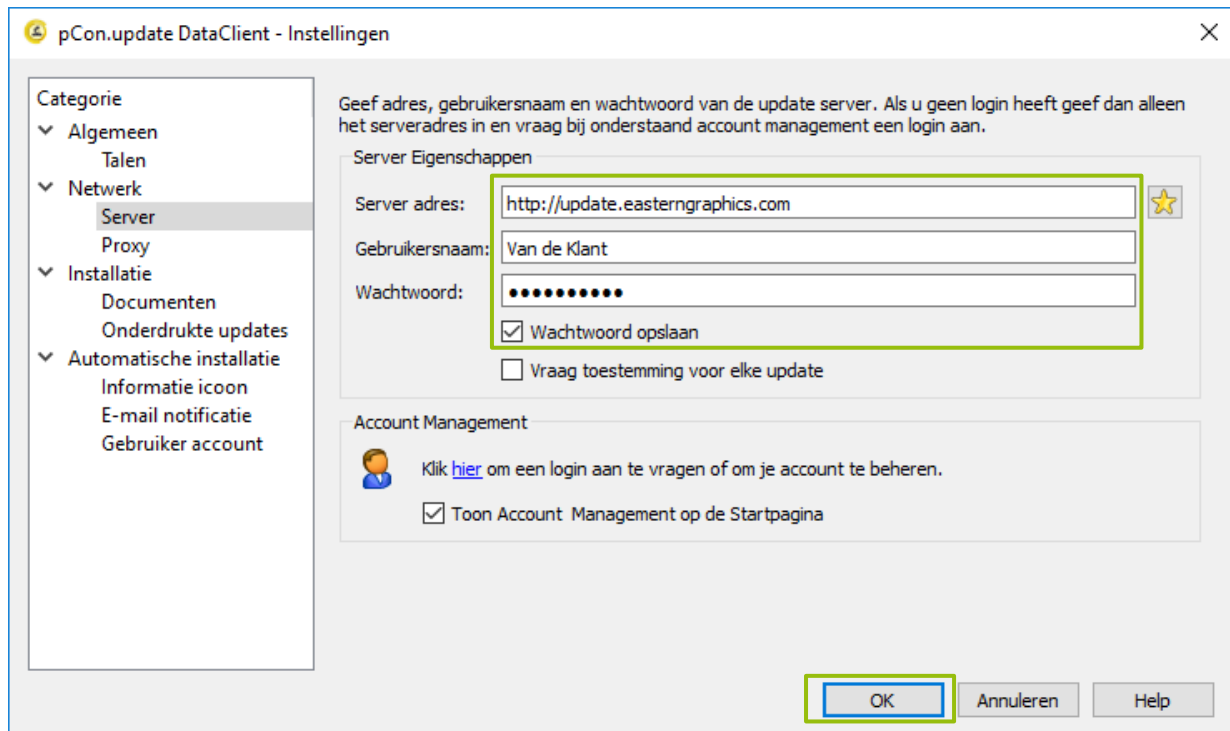 pCon.update DataClient - Instellingen
Categorie
Algemeen
Talen
Netwerk
Server
Proxy
Installatie
Documenten
Onderdrukte updates
Automatische installatie
Informatie icoon
E-mail notificatie
Gebruiker account
Geef adres, gebruikersnaam en wachtwoord van de update server. Als u geen login heeft geef dan alleen
het serveradres in en vraag bij onderstaand account management een login aan.
Server Eigenschappen
Server adres: http://update.easterngraphics.com
Gebruikersnaam: Van de Klant
Wachtwoord: ●●●●●●●●●●
Wachtwoord opslaan
Vraag toestemming voor elke update
Account Management
Klik hier om een login aan te vragen of om je account te beheren.
Toon Account Management op de Startpagina
OK Annuleren Help